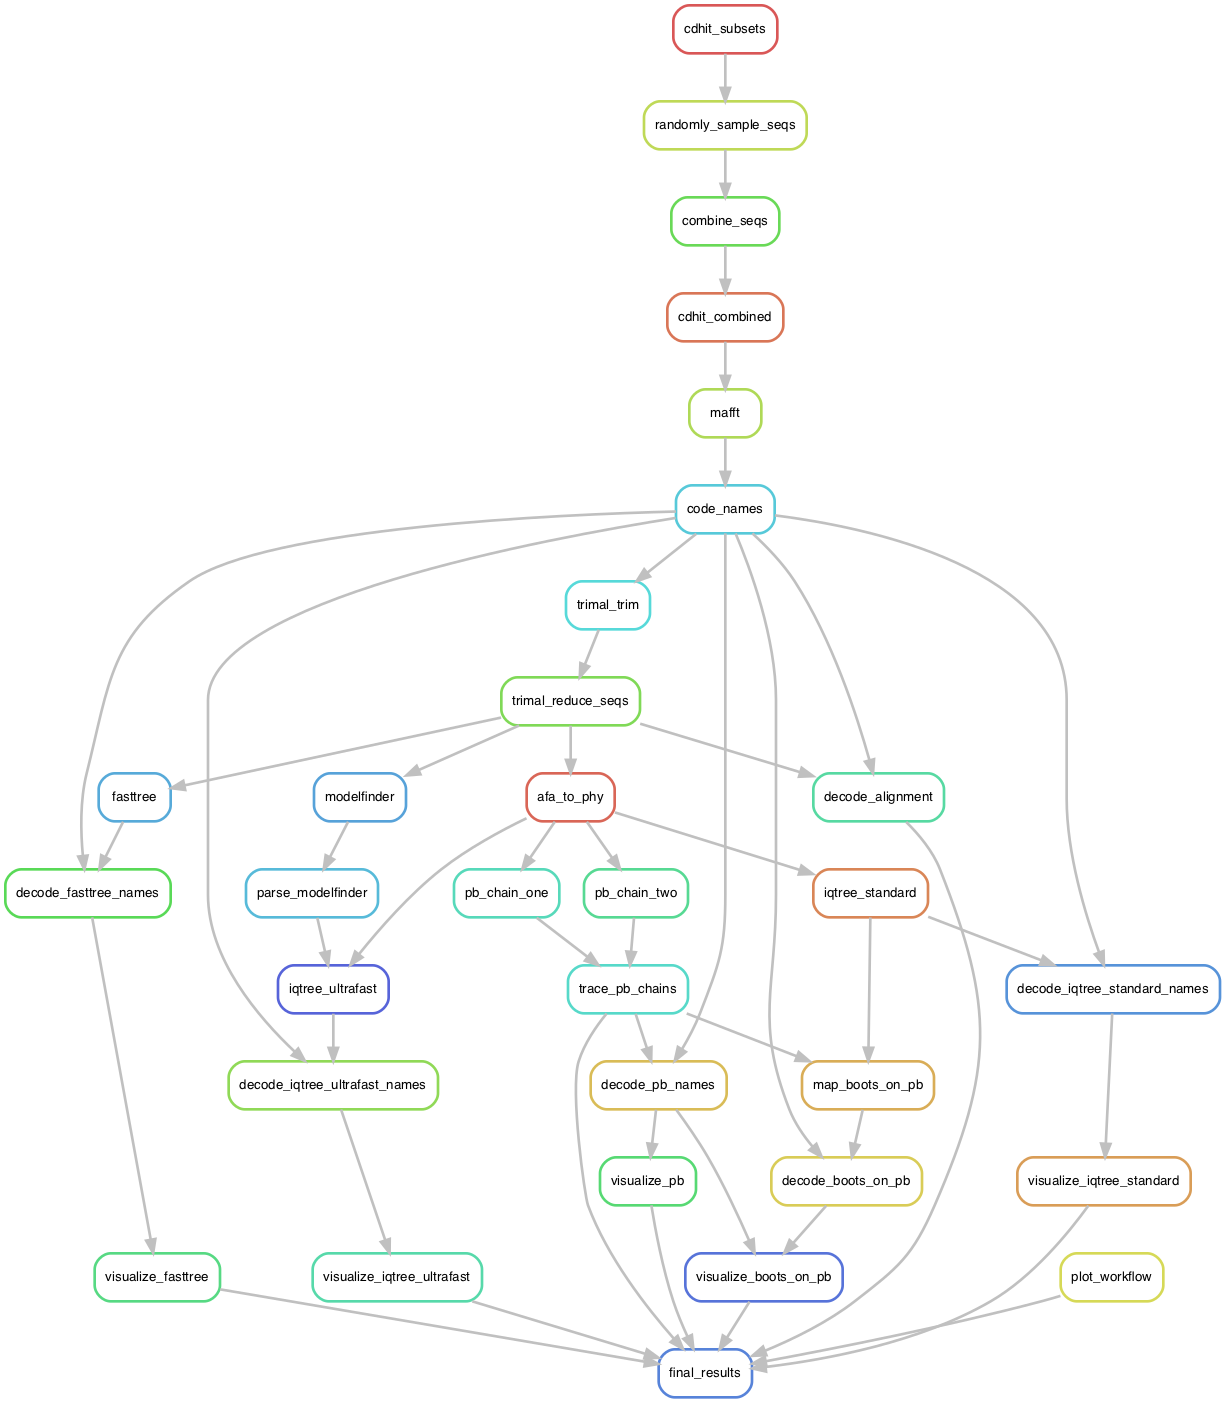 cdhit_subsets
randomly_sample_seqs
combine_seqs
cdhit_combined
mafft
code_names
trimal_trim
trimal_reduce_seqs
fasttree
modelfinder
afa_to_phy
decode_alignment
decode_fasttree_names
parse_modelfinder
pb_chain_one
pb_chain_two
iqtree_standard
iqtree_ultrafast
trace_pb_chains
decode_iqtree_standard_names
decode_iqtree_ultrafast_names
decode_pb_names
map_boots_on_pb
visualize_pb
decode_boots_on_pb
visualize_iqtree_standard
visualize_fasttree
visualize_iqtree_ultrafast
visualize_boots_on_pb
plot_workflow
final_results